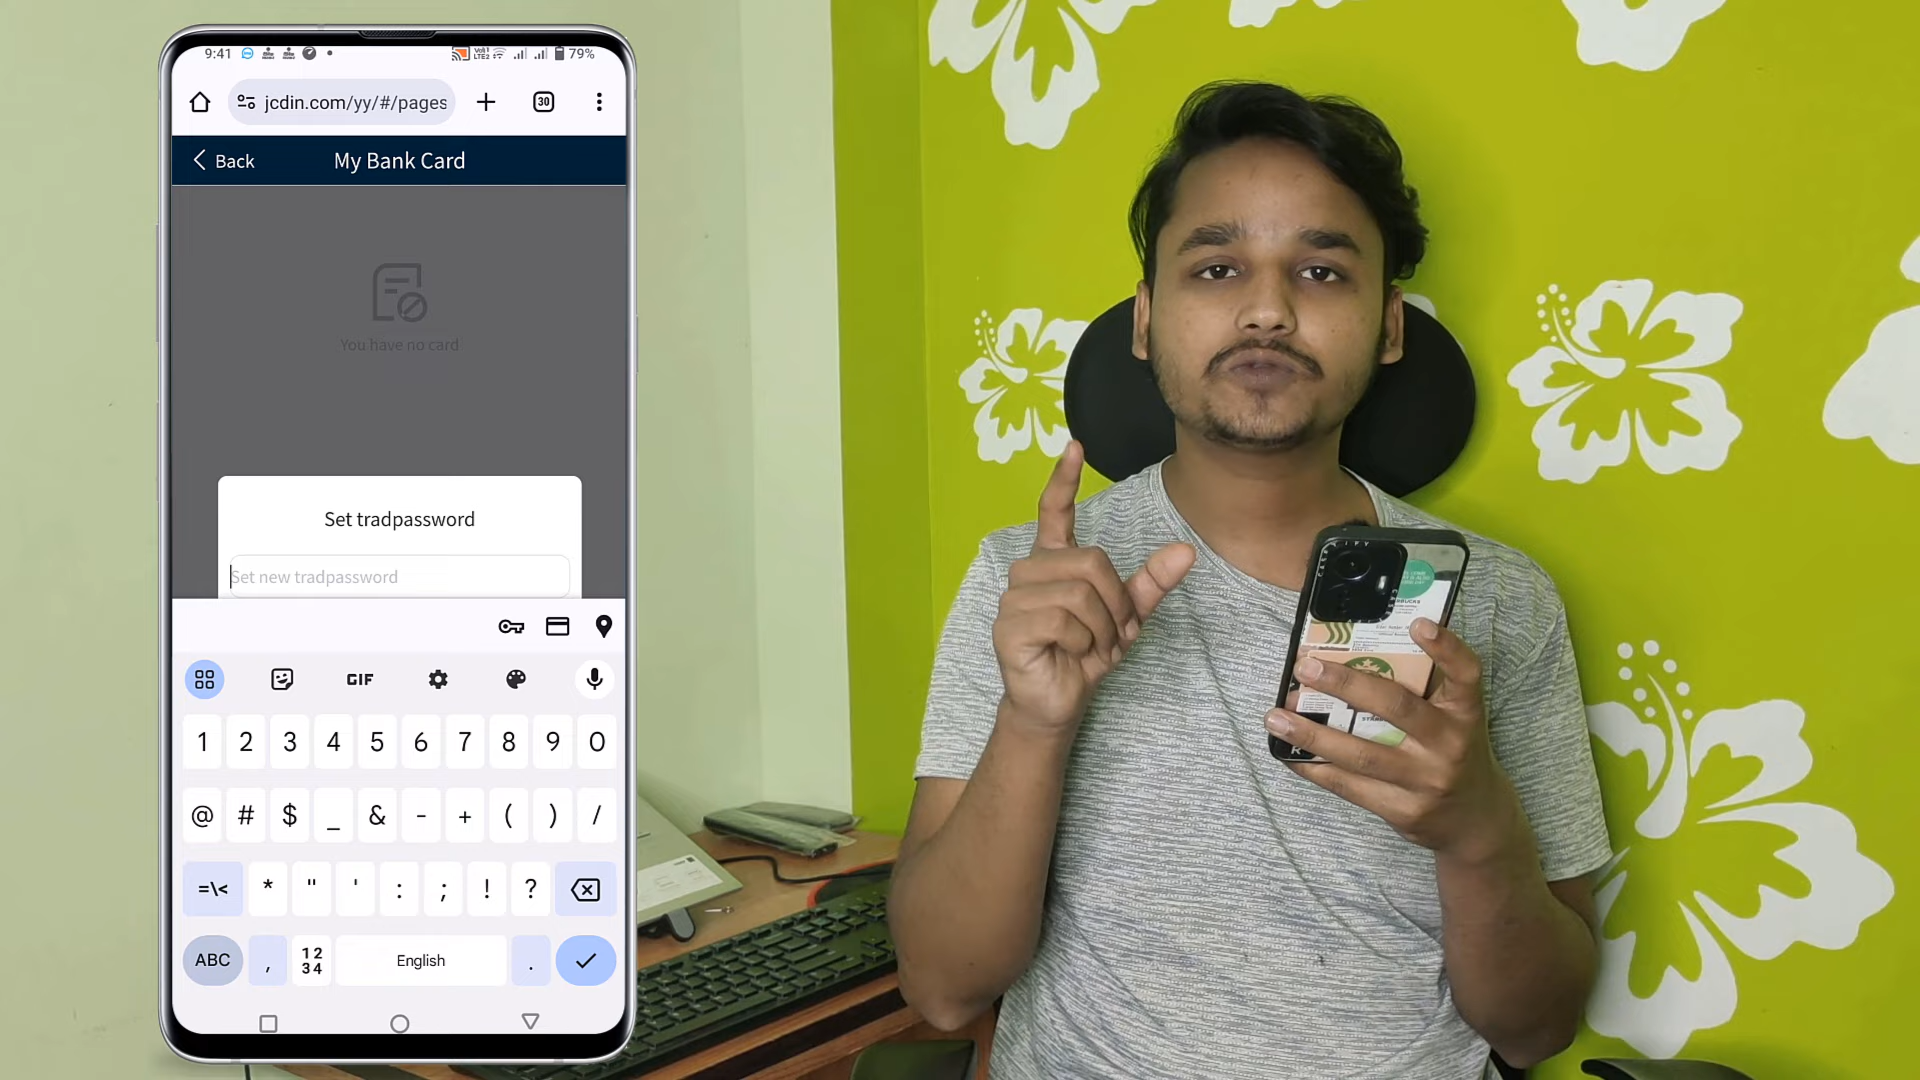 9:41
79%
jcdin.com/yy/#/pages
30
Back
My Bank Card
You have no card
Set tradpassword
Set new tradpassword
GIF
1 2 3 4 5 6 7 8 9 0
@ # $ _ & - + ( ) /
=\< * " ' : ; ! ?
ABC , 12 34 English .